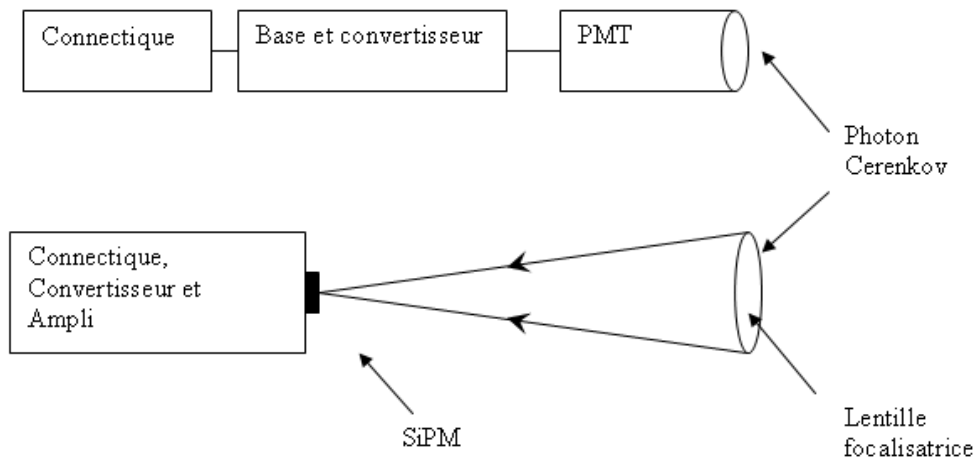 Connectique
Base et convertisseur
PMT
Photon
Cerenkov
Connectique,
Convertisseur et
Ampli
SiPM
Lentille
focalisatrice